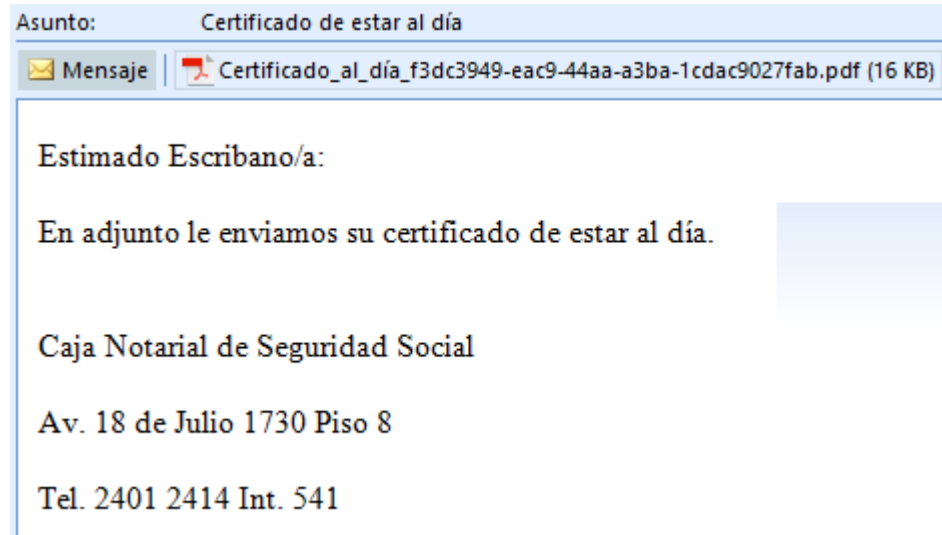 Asunto: Certificado de estar al día
Mensaje Certificado_al_día_f3dc3949-eac9-44aa-a3ba-1cdac9027fab.pdf (16 KB)
Estimado Escribano/a:
En adjunto le enviamos su certificado de estar al día.
Caja Notarial de Seguridad Social
Av. 18 de Julio 1730 Piso 8
Tel. 2401 2414 Int. 541